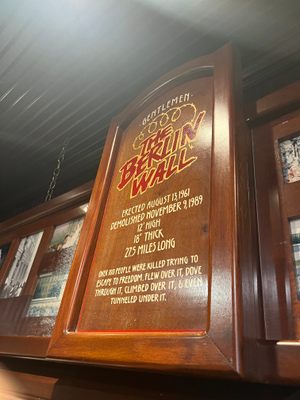 GENTLEMEN
THE
BERLIN
WALL
ERECTED AUGUST 13, 1961
DEMOLISHED NOVEMBER 9, 1989
12' HIGH
18" THICK
27.5 MILES LONG
OVER 100 PEOPLE WERE KILLED TRYING TO
ESCAPE TO FREEDOM, FLEW OVER IT, DOVE
THROUGH IT, CLIMBED OVER IT, & EVEN
TUNNELED UNDER IT.